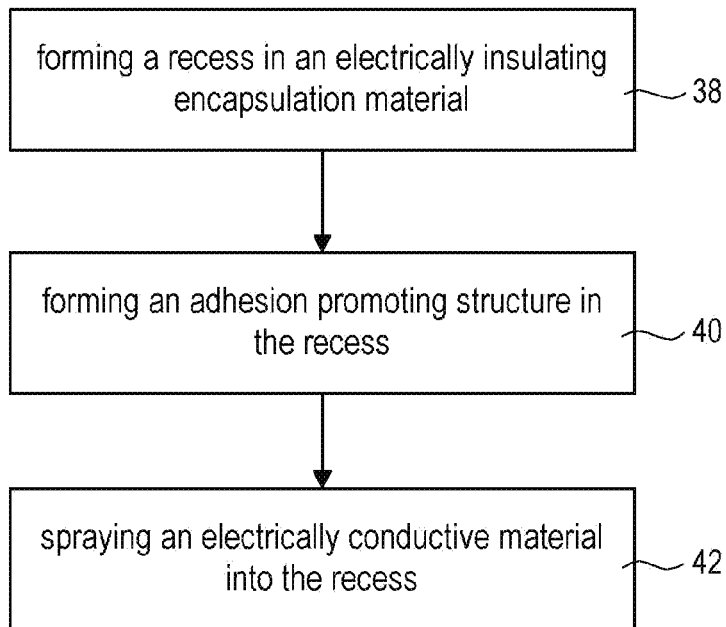 forming a recess in an electrically insulating
encapsulation material
38
forming an adhesion promoting structure in
the recess
40
spraying an electrically conductive material
into the recess
42